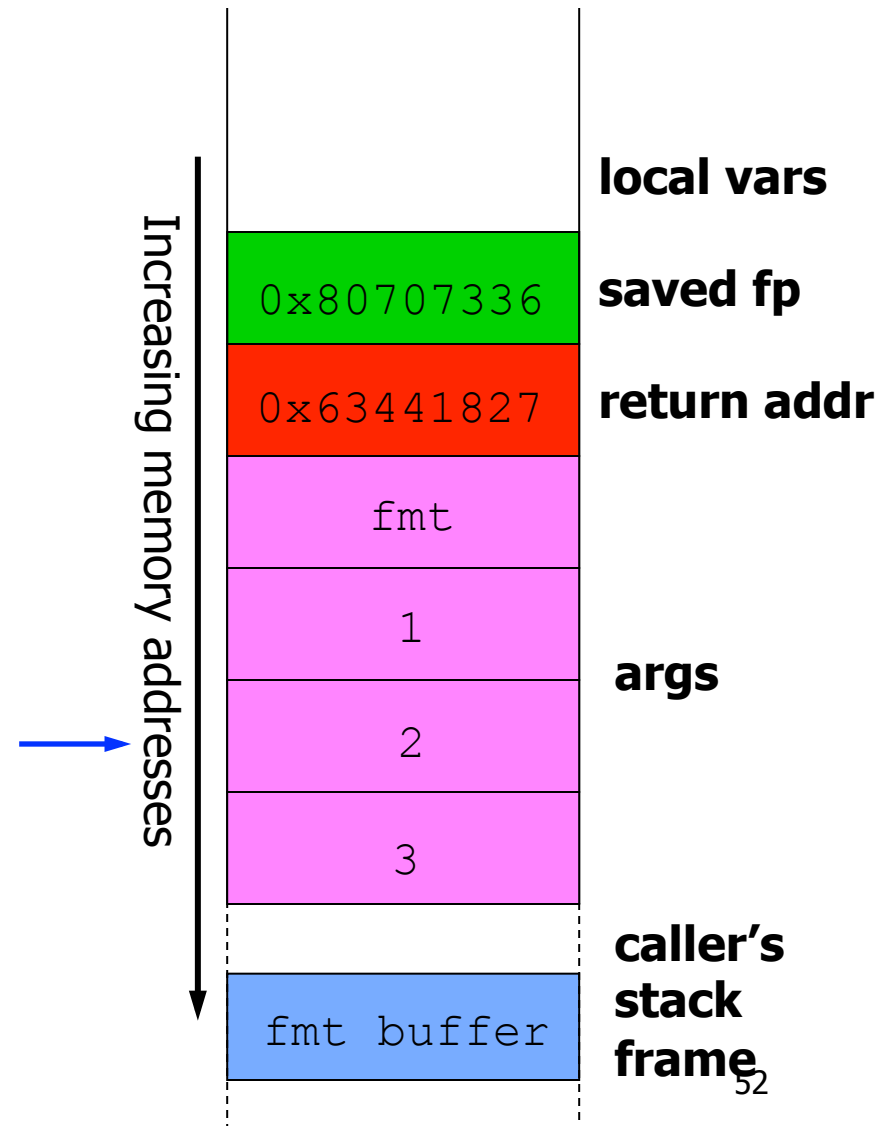 Increasing memory addresses
local vars
0x80707336
saved fp
0x63441827
return addr
fmt
1
args
2
3
caller’s
stack
frame
fmt buffer
52